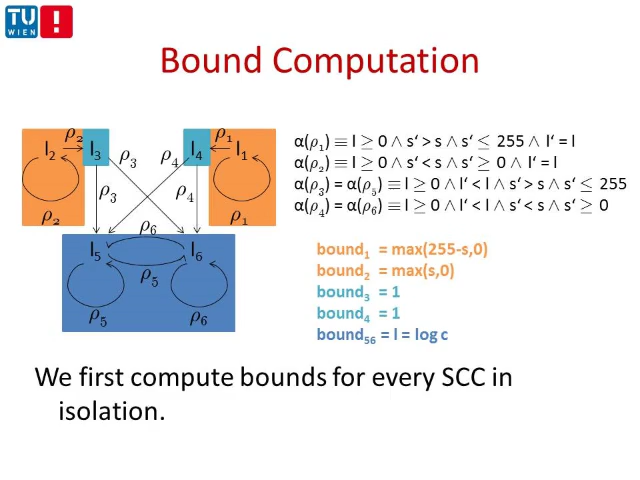 TU
WIEN
Bound Computation
ρ2 ρ1
l2 l3 l4 l1
ρ3 ρ4
ρ3 ρ4
ρ2 ρ1
ρ6
l5 l6
ρ5
ρ5 ρ6
α(ρ1) ≡ l ≥ 0 ∧ s‘ > s ∧ s‘ ≤ 255 ∧ l‘ = l
α(ρ2) ≡ l ≥ 0 ∧ s‘ < s ∧ s‘ ≥ 0 ∧ l‘ = l
α(ρ3) = α(ρ5) ≡ l ≥ 0 ∧ l‘ < l ∧ s‘ > s ∧ s‘ ≤ 255
α(ρ4) = α(ρ6) ≡ l ≥ 0 ∧ l‘ < l ∧ s‘ < s ∧ s‘ ≥ 0
bound1 = max(255-s,0)
bound2 = max(s,0)
bound3 = 1
bound4 = 1
bound56 = l = log c
We first compute bounds for every SCC in
isolation.